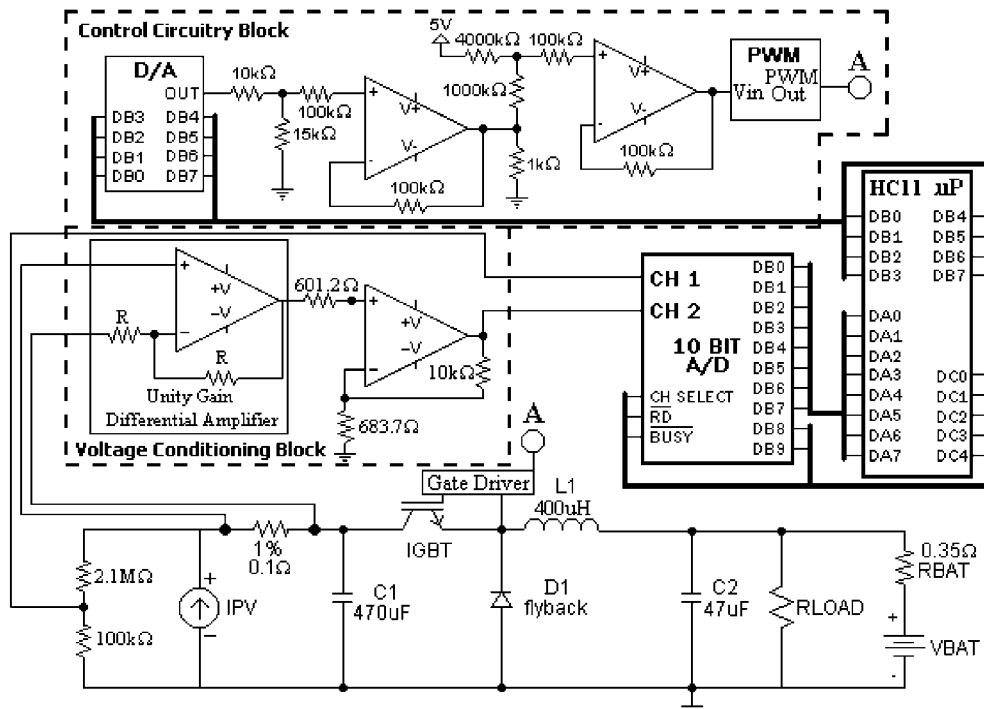 Control Circuitry Block
D/A
OUT
DB3 DB4
DB2 DB5
DB1 DB6
DB0 DB7
10kΩ
15kΩ
100kΩ
+
V+
V-
-
100kΩ
5V
4000kΩ
1000kΩ
1kΩ
100kΩ
+
V+
V-
-
100kΩ
PWM
PWM
Vin Out
A
HC11 uP
DB0 DB4
DB1 DB5
DB2 DB6
DB3 DB7
DA0
DA1
DA2
DA3 DC0
DA4 DC1
DA5 DC2
DA6 DC3
DA7 DC4
+
+V
-V
-
R
R
Unity Gain
Differential Amplifier
601.2Ω
+
+V
-V
-
10kΩ
683.7Ω
Voltage Conditioning Block
CH 1
CH 2
10 BIT
A/D
DB0
DB1
DB2
DB3
DB4
DB5
DB6
DB7
DB8
DB9
CH SELECT
RD
BUSY
A
Gate Driver
IGBT
L1
400uH
1%
0.1Ω
2.1MΩ
100kΩ
+
IPV
-
C1
470uF
D1
flyback
C2
47uF
RLOAD
0.35Ω
RBAT
+
VBAT
-